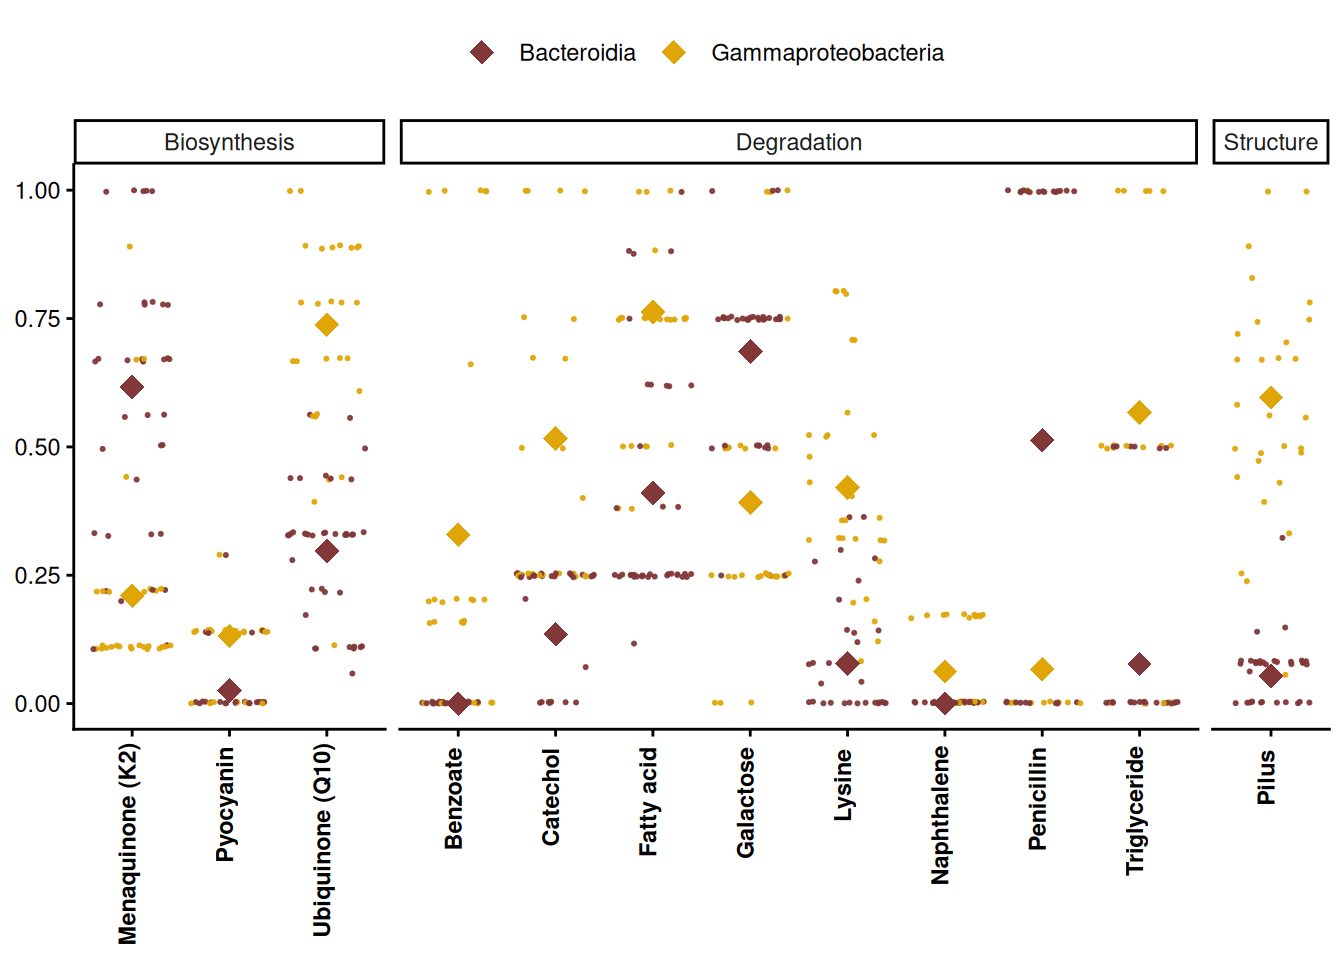 Bacteroidia Gammaproteobacteria
Biosynthesis Degradation Structure
1.00
0.75
0.50
0.25
0.00
Menaquinone (K2)
Pyocyanin
Ubiquinone (Q10)
Benzoate
Catechol
Fatty acid
Galactose
Lysine
Naphthalene
Penicillin
Triglyceride
Pilus